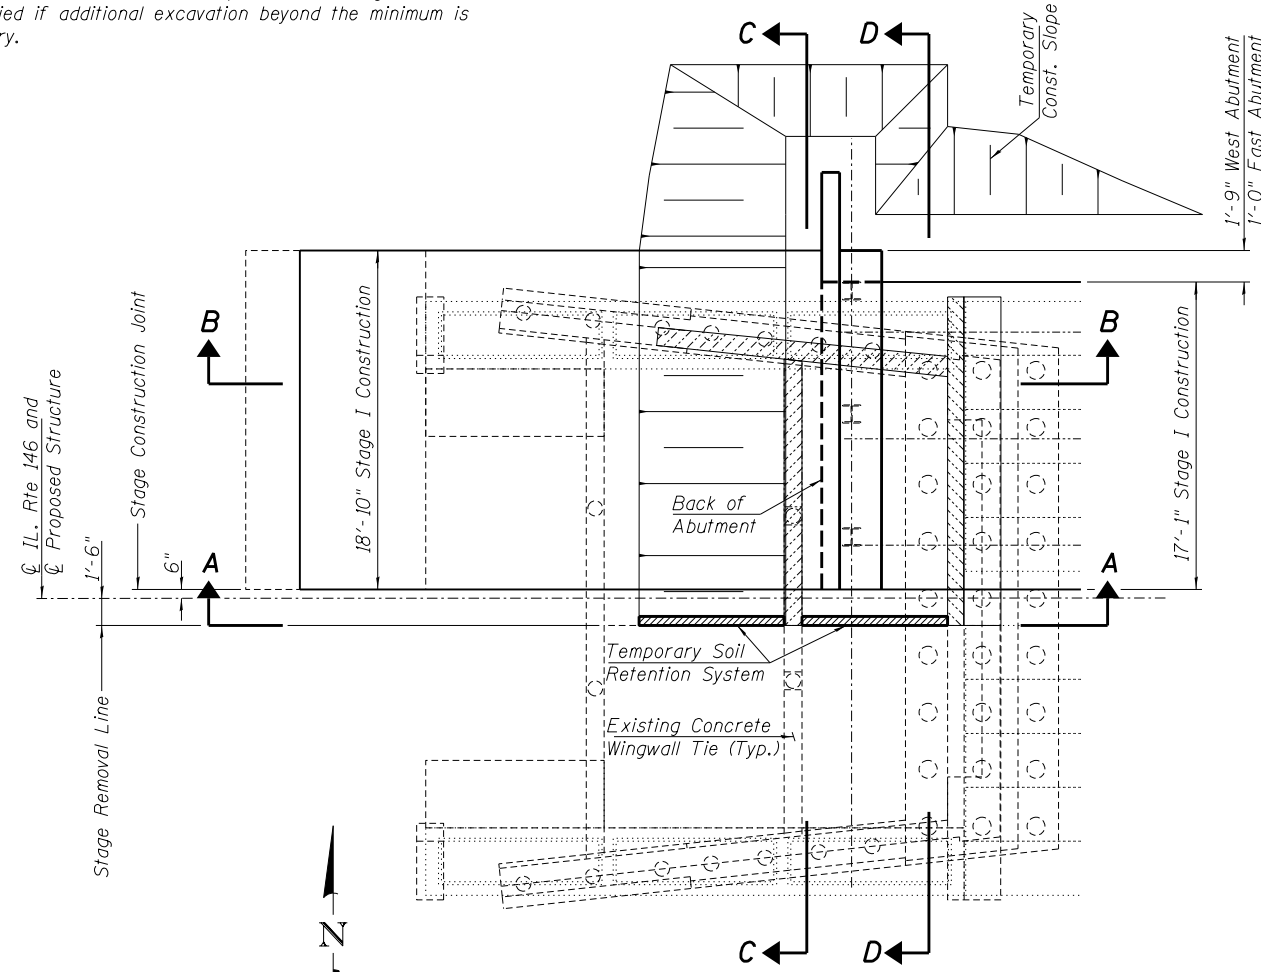 ied if additional excavation beyond the minimum is
ry.
C
D
Temporary
Const. Slope
1'-9" West Abutment
1'-0" East Abutment
B
B
Stage Construction Joint
18'-10" Stage I Construction
17'-1" Stage I Construction
℄ IL. Rte 146 and
℄ Proposed Structure
1'-6"
6"
Back of
Abutment
A
A
Temporary Soil
Retention System
Existing Concrete
Wingwall Tie (Typ.)
Stage Removal Line
N
C
D